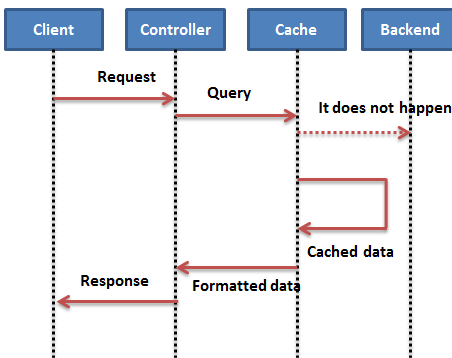 Client
Controller
Cache
Backend
Request
Query
It does not happen
Cached data
Formatted data
Response